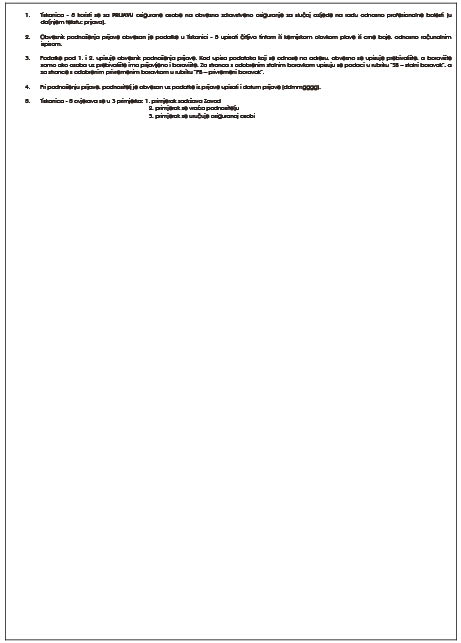 1. Tiskanica - 8 koristi se za PRIJAVU osigurane osobe na obvezno zdravstveno osiguranje za slučaj ozljede na radu odnosno profesionalne bolesti (u
daljnjem tekstu: prijava).
2. Obveznik podnošenja prijave obvezan je podatke u Tiskanici - 8 upisati čitljivo tintom ili kemijskom olovkom plave ili crne boje, odnosno računalnim
ispisom.
3. Podatke pod 1. i 2. upisuje obveznik podnošenja prijave. Kod upisa podataka koji se odnose na adresu, obvezno se upisuje prebivalište, a boravište
samo ako osoba uz prebivalište ima prijavljeno i boravište. Za stranca s odobrenim stalnim boravkom upisuju se podaci u rubriku "SB – stalni boravak", a
za stranca s odobrenim privremenim boravkom u rubriku "PB – privremeni boravak".
4. Pri podnošenju prijave, podnositelj je obvezan uz podatke iz prijave upisati i datum prijave (ddmmgggg).
5. Tiskanica - 8 ovjerava se u 3 primjerka: 1. primjerak zadržava Zavod
2. primjerak se vraća podnositelju
3. primjerak se uručuje osiguranoj osobi